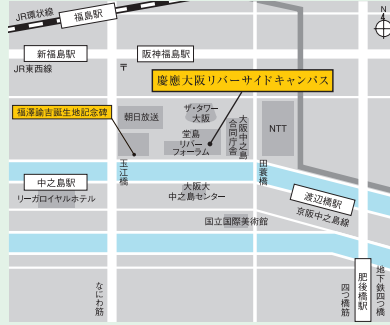 JR環状線
福島駅
N
新福島駅
JR東西線
阪神福島駅
〒
慶應大阪リバーサイドキャンパス
福澤諭吉誕生地記念碑
朝日放送
ザ・タワー
大阪
堂島
リバー
フォーラム
大阪中之島
合同庁舎
NTT
玉江橋
田蓑橋
中之島駅
リーガロイヤルホテル
大阪大
中之島センター
渡辺橋駅
京阪中之島線
国立国際美術館
なにわ筋
四つ橋筋
肥後橋駅
地下鉄四つ橋